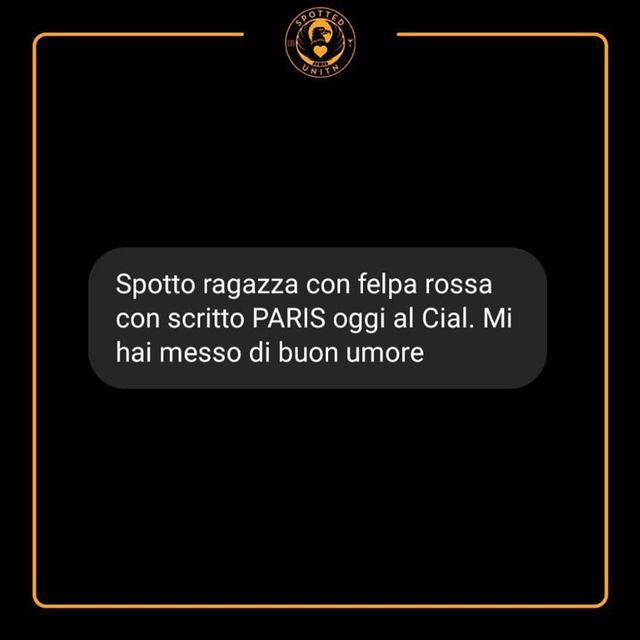 SPOTTED
UNITN
Spotto ragazza con felpa rossa
con scritto PARIS oggi al Cial. Mi
hai messo di buon umore